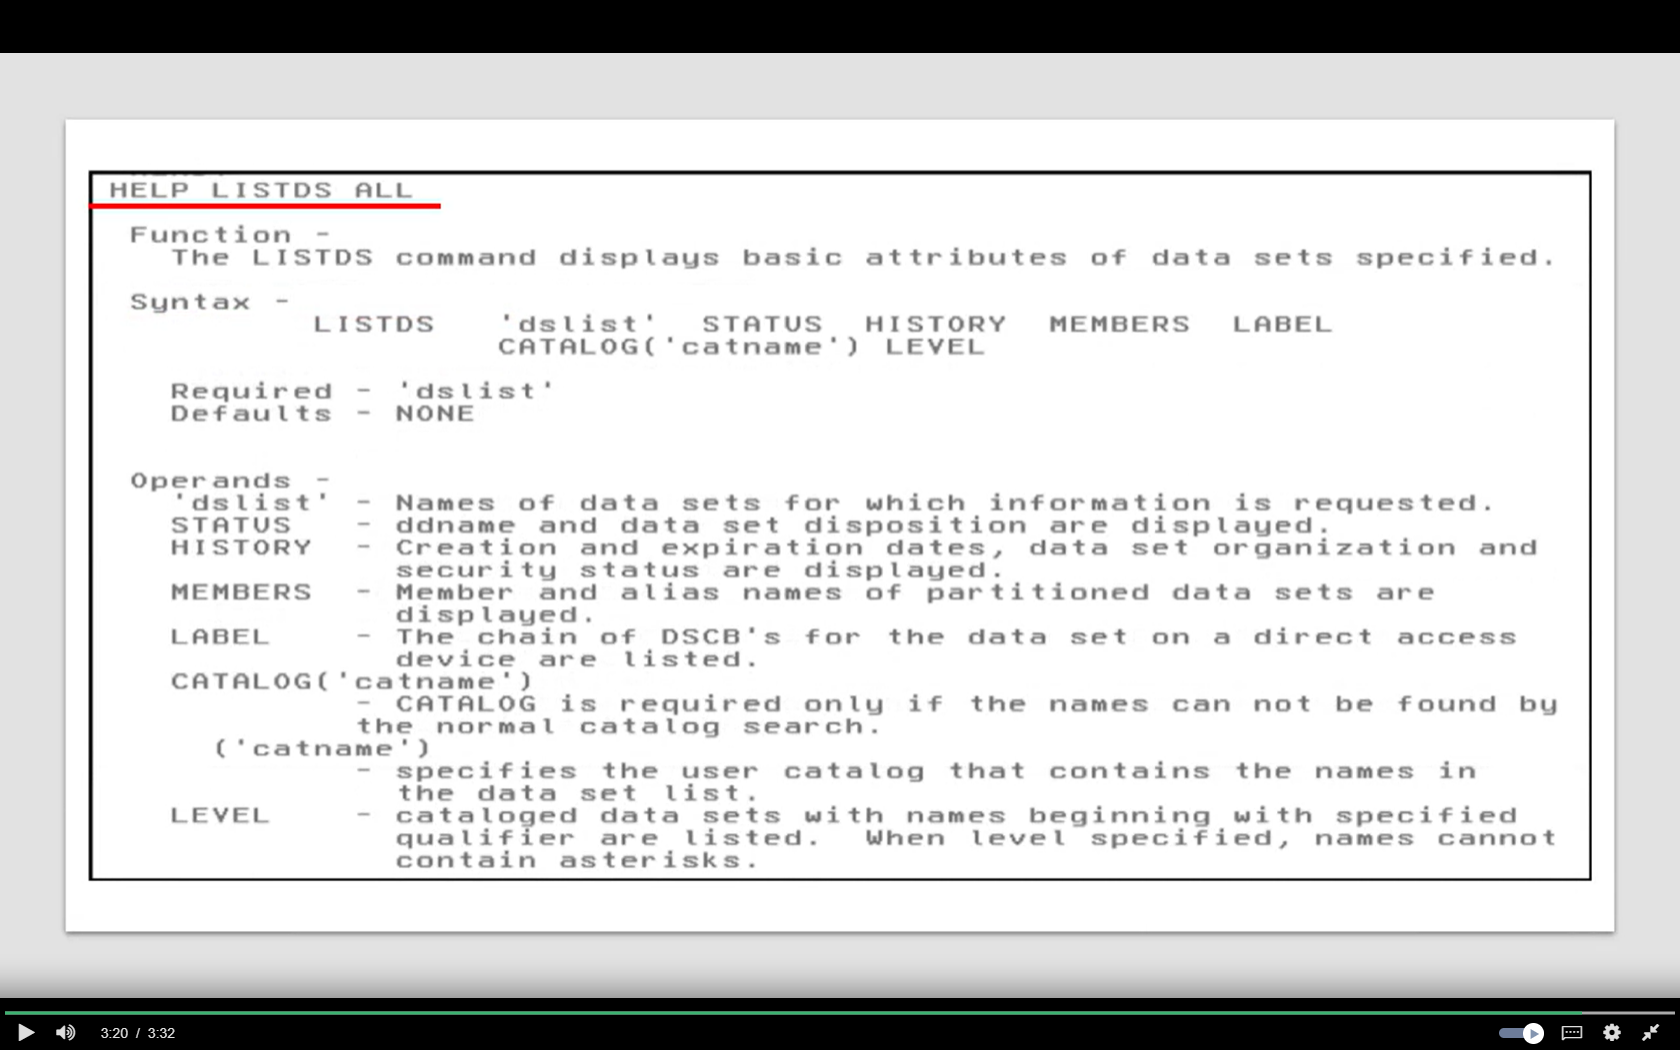 HELP LISTDS ALL
Function -
The LISTDS command displays basic attributes of data sets specified.
Syntax -
LISTDS 'dslist' STATUS HISTORY MEMBERS LABEL
CATALOG('catname') LEVEL
Required - 'dslist'
Defaults - NONE
Operands -
'dslist' - Names of data sets for which information is requested.
STATUS - ddname and data set disposition are displayed.
HISTORY - Creation and expiration dates, data set organization and
security status are displayed.
MEMBERS - Member and alias names of partitioned data sets are
displayed.
LABEL - The chain of DSCB's for the data set on a direct access
device are listed.
CATALOG('catname')
- CATALOG is required only if the names can not be found by
the normal catalog search.
('catname')
- specifies the user catalog that contains the names in
the data set list.
LEVEL - cataloged data sets with names beginning with specified
qualifier are listed. When level specified, names cannot
contain asterisks.
3:20 / 3:32